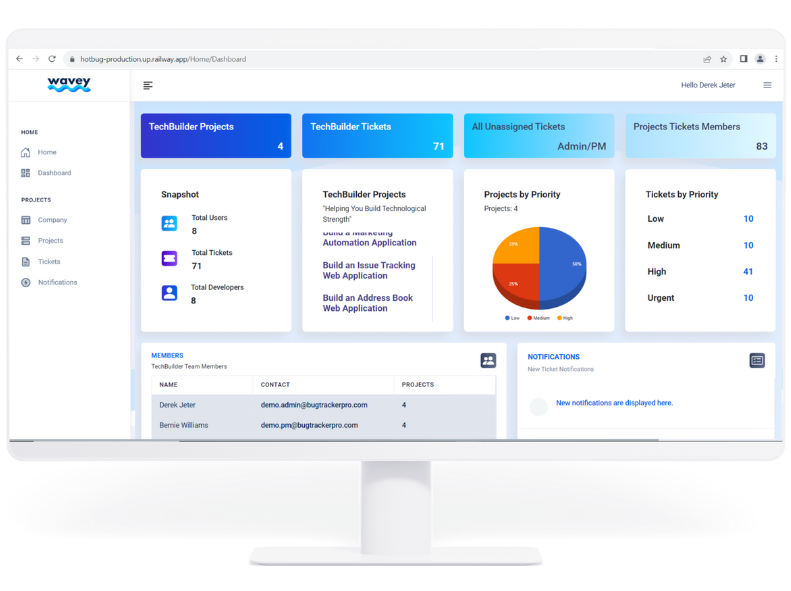 hotbug-production.up.railway.app/Home/Dashboard
wavey
Hello Derek Jeter
HOME
Home
Dashboard
PROJECTS
Company
Projects
Tickets
Notifications
TechBuilder Projects
4
TechBuilder Tickets
71
All Unassigned Tickets
Admin/PM
Projects Tickets Members
83
Snapshot
Total Users
8
Total Tickets
71
Total Developers
8
TechBuilder Projects
"Helping You Build Technological
Strength"
Build a Marketing
Automation Application
Build an Issue Tracking
Web Application
Build an Address Book
Web Application
Projects by Priority
Projects: 4
25%
50%
25%
Low Medium High
Tickets by Priority
Low 10
Medium 10
High 41
Urgent 10
MEMBERS
TechBuilder Team Members
NAME CONTACT PROJECTS
Derek Jeter demo.admin@bugtrackerpro.com 4
Bernie Williams demo.pm@bugtrackerpro.com 4
NOTIFICATIONS
New Ticket Notifications
New notifications are displayed here.